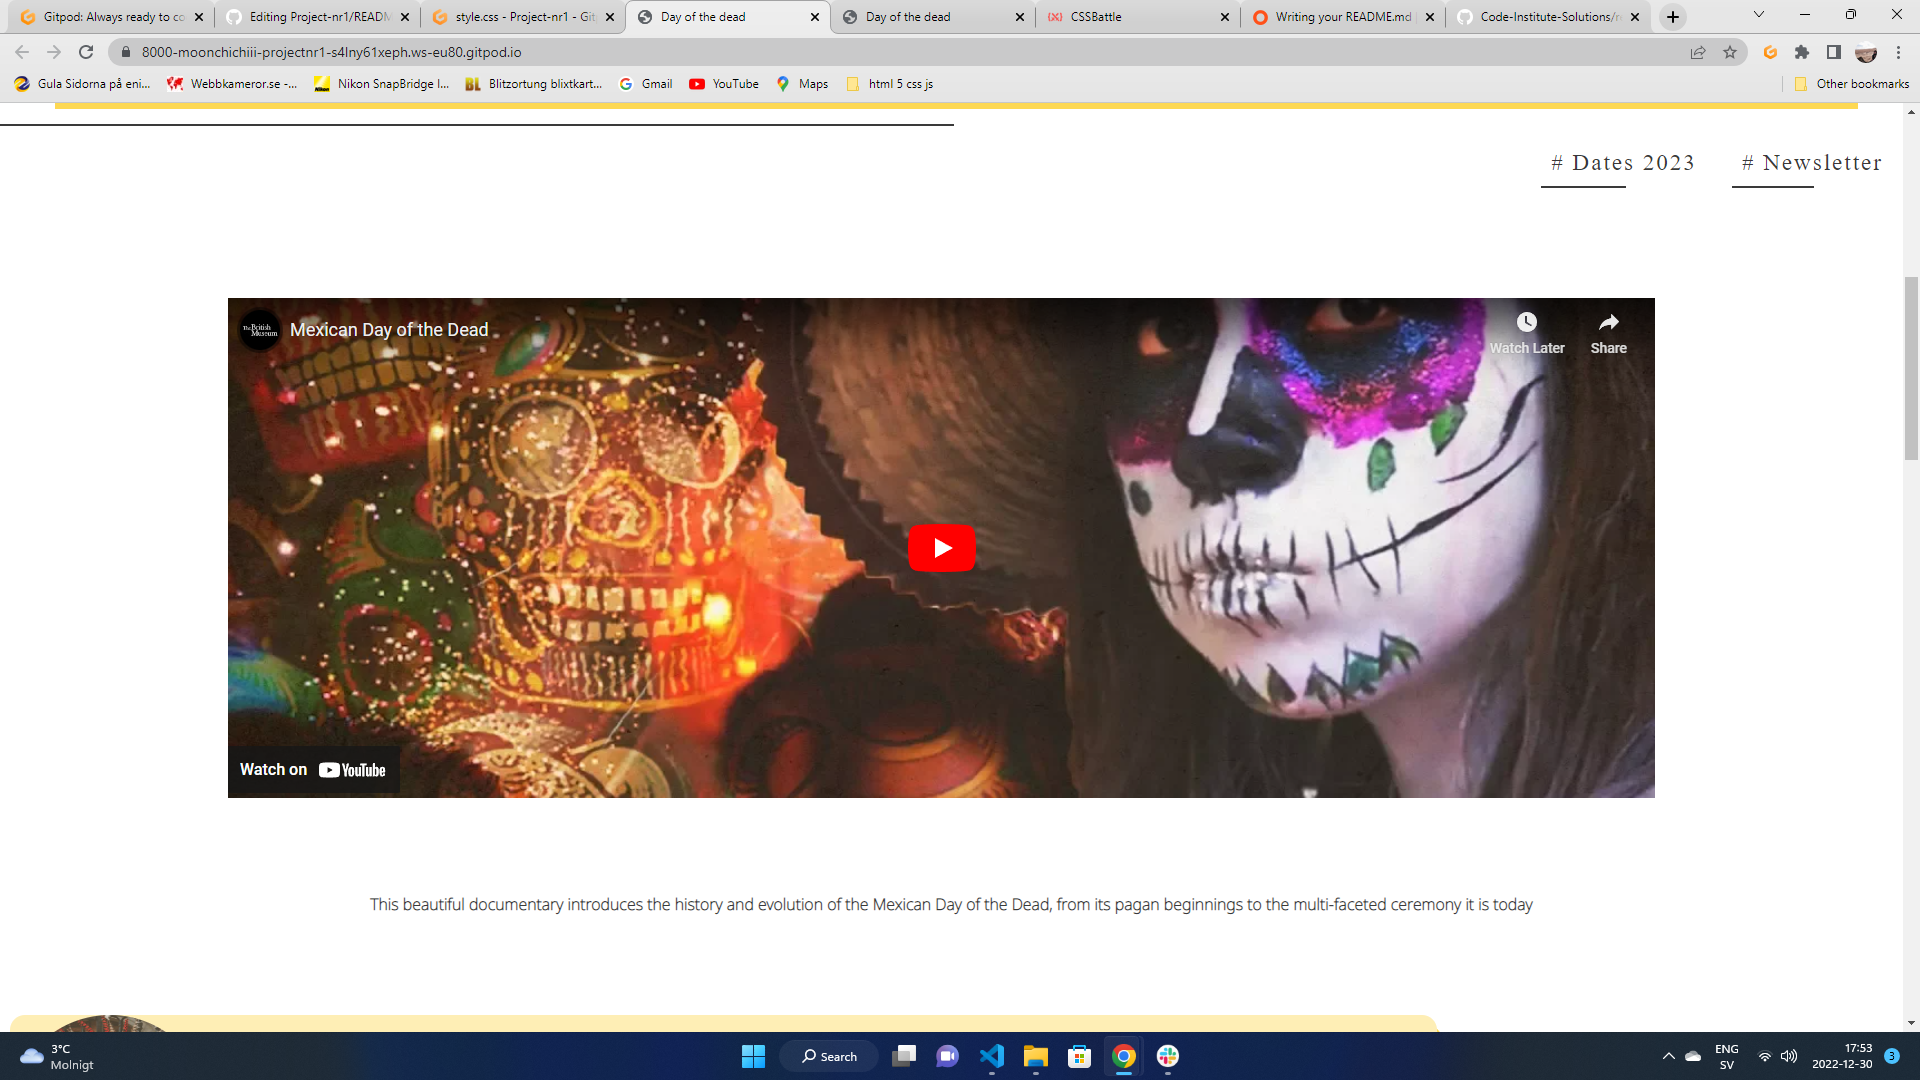 Gitpod: Always ready to co
Editing Project-nr1/READM
style.css - Project-nr1 - Git
Day of the dead
Day of the dead
CSSBattle
Writing your README.md
Code-Institute-Solutions/r
8000-moonchichiii-projectnr1-s4lny61xeph.ws-eu80.gitpod.io
Gula Sidorna på eni...
Webbkameror.se -...
Nikon SnapBridge I...
BL Blitzortung blixtkart...
Gmail
YouTube
Maps
html 5 css js
Other bookmarks
# Dates 2023
# Newsletter
The British Museum
Mexican Day of the Dead
Watch Later
Share
Watch on YouTube
This beautiful documentary introduces the history and evolution of the Mexican Day of the Dead, from its pagan beginnings to the multi-faceted ceremony it is today
3°C
Molnigt
Search
ENG
SV
17:53
2022-12-30
3